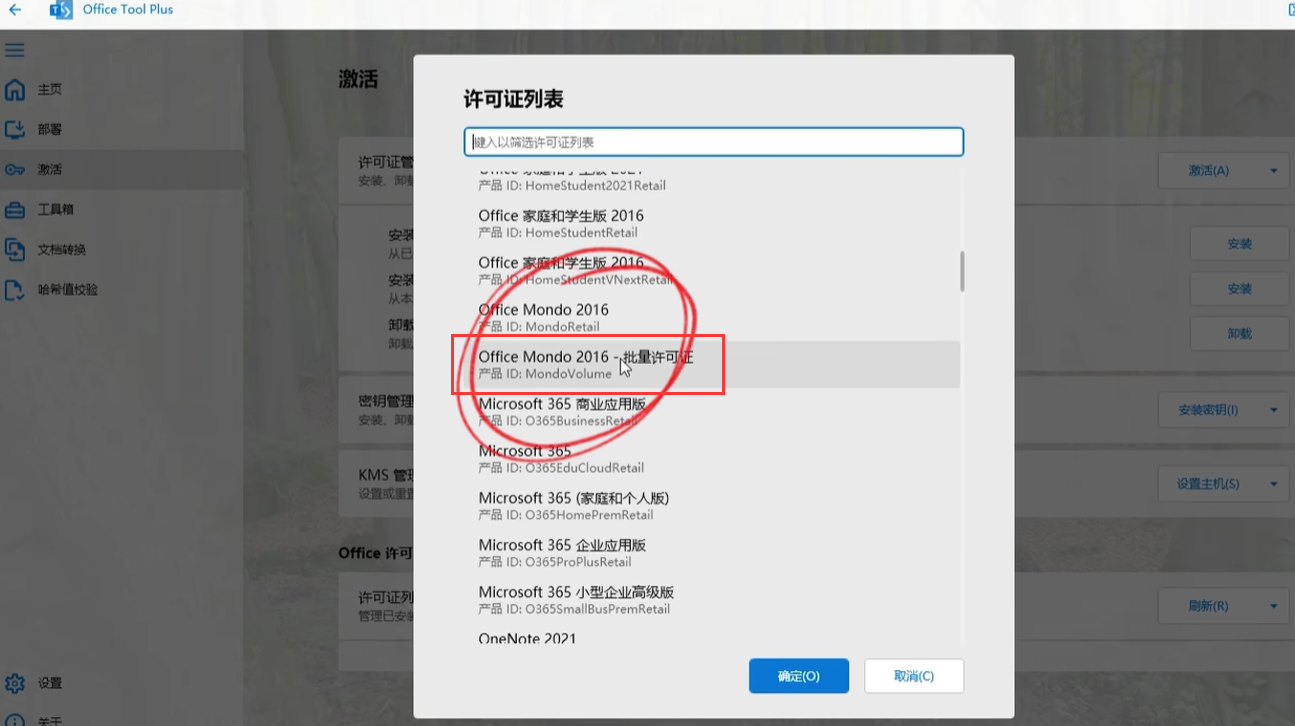 Office Tool Plus
主页
部署
激活
工具箱
文档转换
哈希值校验
设置
关于
激活
许可证管
安装、卸载
激活(A)
安装
从已
安装
安装
从本
安装
卸载
卸载
卸载
密钥管理
安装、卸载
安装密钥(I)
KMS 管理
设置或重置
设置主机(S)
Office 许可
许可证列
管理已安装
刷新(R)
许可证列表
键入以筛选许可证列表
Office 家庭和学生版 2021
产品 ID: HomeStudent2021Retail
Office 家庭和学生版 2016
产品 ID: HomeStudentRetail
Office 家庭和学生版 2016
产品 ID: HomeStudentVNextRetail
Office Mondo 2016
产品 ID: MondoRetail
Office Mondo 2016 - 批量许可证
产品 ID: MondoVolume
Microsoft 365 商业应用版
产品 ID: O365BusinessRetail
Microsoft 365
产品 ID: O365EduCloudRetail
Microsoft 365 (家庭和个人版)
产品 ID: O365HomePremRetail
Microsoft 365 企业应用版
产品 ID: O365ProPlusRetail
Microsoft 365 小型企业高级版
产品 ID: O365SmallBusPremRetail
OneNote 2021
确定(O)
取消(C)